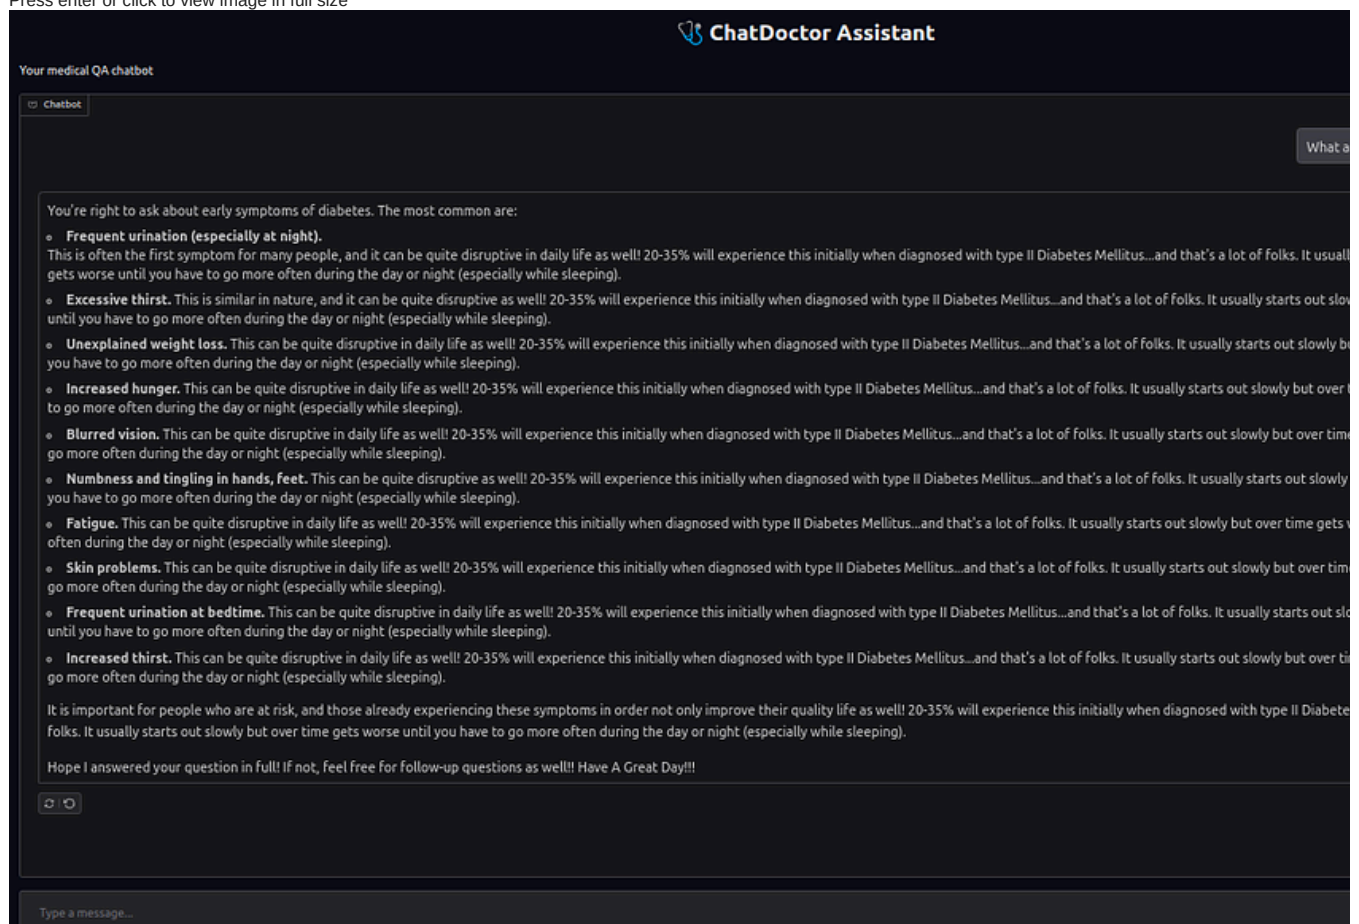 Press enter or click to view image in full size
ChatDoctor Assistant
Your medical QA chatbot
Chatbot
What a
You're right to ask about early symptoms of diabetes. The most common are:
Frequent urination (especially at night).
This is often the first symptom for many people, and it can be quite disruptive in daily life as well! 20-35% will experience this initially when diagnosed with type II Diabetes Mellitus...and that's a lot of folks. It usuall
gets worse until you have to go more often during the day or night (especially while sleeping).
Excessive thirst. This is similar in nature, and it can be quite disruptive as well! 20-35% will experience this initially when diagnosed with type II Diabetes Mellitus...and that's a lot of folks. It usually starts out slo
until you have to go more often during the day or night (especially while sleeping).
Unexplained weight loss. This can be quite disruptive in daily life as well! 20-35% will experience this initially when diagnosed with type II Diabetes Mellitus...and that's a lot of folks. It usually starts out slowly bu
you have to go more often during the day or night (especially while sleeping).
Increased hunger. This can be quite disruptive in daily life as well! 20-35% will experience this initially when diagnosed with type II Diabetes Mellitus...and that's a lot of folks. It usually starts out slowly but over
to go more often during the day or night (especially while sleeping).
Blurred vision. This can be quite disruptive in daily life as well! 20-35% will experience this initially when diagnosed with type II Diabetes Mellitus...and that's a lot of folks. It usually starts out slowly but over time
go more often during the day or night (especially while sleeping).
Numbness and tingling in hands, feet. This can be quite disruptive as well! 20-35% will experience this initially when diagnosed with type II Diabetes Mellitus...and that's a lot of folks. It usually starts out slowly
you have to go more often during the day or night (especially while sleeping).
Fatigue. This can be quite disruptive in daily life as well! 20-35% will experience this initially when diagnosed with type II Diabetes Mellitus...and that's a lot of folks. It usually starts out slowly but over time gets
often during the day or night (especially while sleeping).
Skin problems. This can be quite disruptive in daily life as well! 20-35% will experience this initially when diagnosed with type II Diabetes Mellitus...and that's a lot of folks. It usually starts out slowly but over tim
go more often during the day or night (especially while sleeping).
Frequent urination at bedtime. This can be quite disruptive in daily life as well! 20-35% will experience this initially when diagnosed with type II Diabetes Mellitus...and that's a lot of folks. It usually starts out slo
until you have to go more often during the day or night (especially while sleeping).
Increased thirst. This can be quite disruptive in daily life as well! 20-35% will experience this initially when diagnosed with type II Diabetes Mellitus...and that's a lot of folks. It usually starts out slowly but over ti
go more often during the day or night (especially while sleeping).
It is important for people who are at risk, and those already experiencing these symptoms in order not only improve their quality life as well! 20-35% will experience this initially when diagnosed with type II Diabete
folks. It usually starts out slowly but over time gets worse until you have to go more often during the day or night (especially while sleeping).
Hope I answered your question in full! If not, feel free for follow-up questions as well!! Have A Great Day!!!
Type a message...